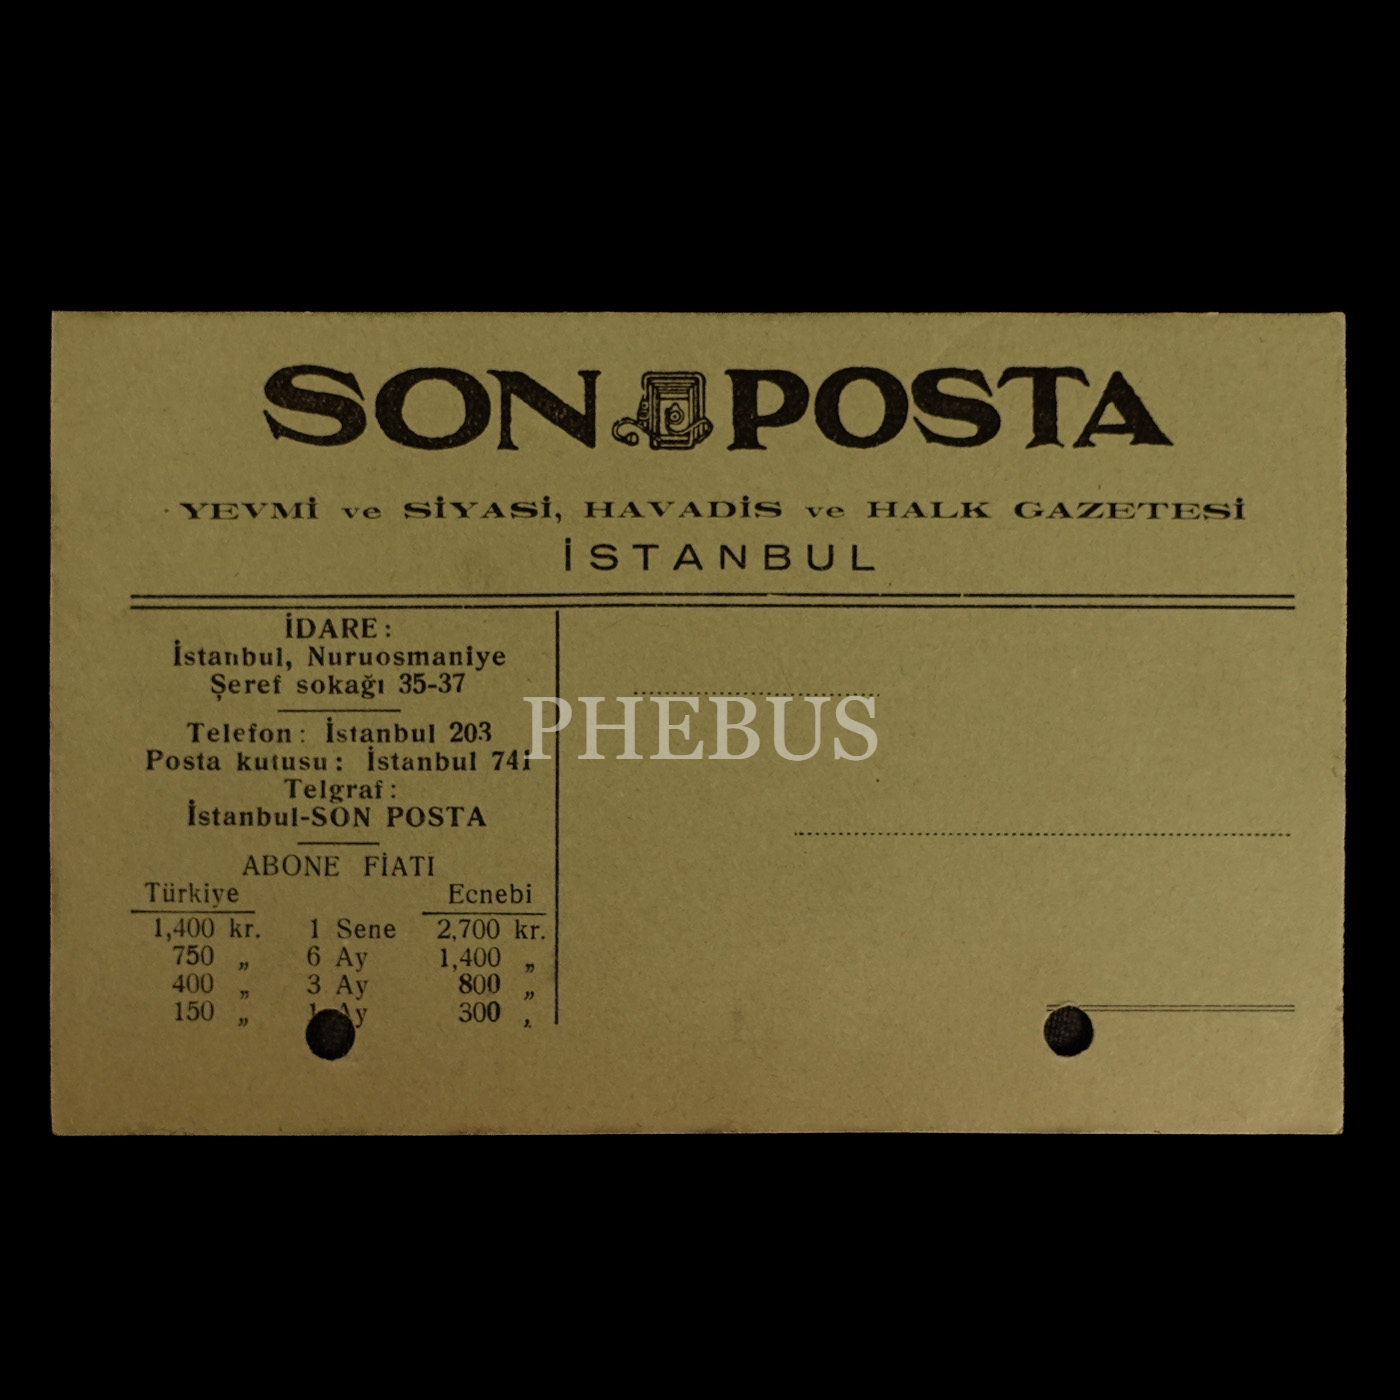 SON POSTA
YEVMİ ve SİYASİ, HAVADİS ve HALK GAZETESİ
İSTANBUL
İDARE:
İstanbul, Nuruosmaniye
Şeref sokağı 35-37
Telefon: İstanbul 203
Posta kutusu: İstanbul 741
Telgraf:
İstanbul-SON POSTA
ABONE FİATI
Türkiye Ecnebi
1,400 kr. 1 Sene 2,700 kr.
750 „ 6 Ay 1,400 „
400 „ 3 Ay 800 „
150 „ 1 Ay 300 „
PHEBUS